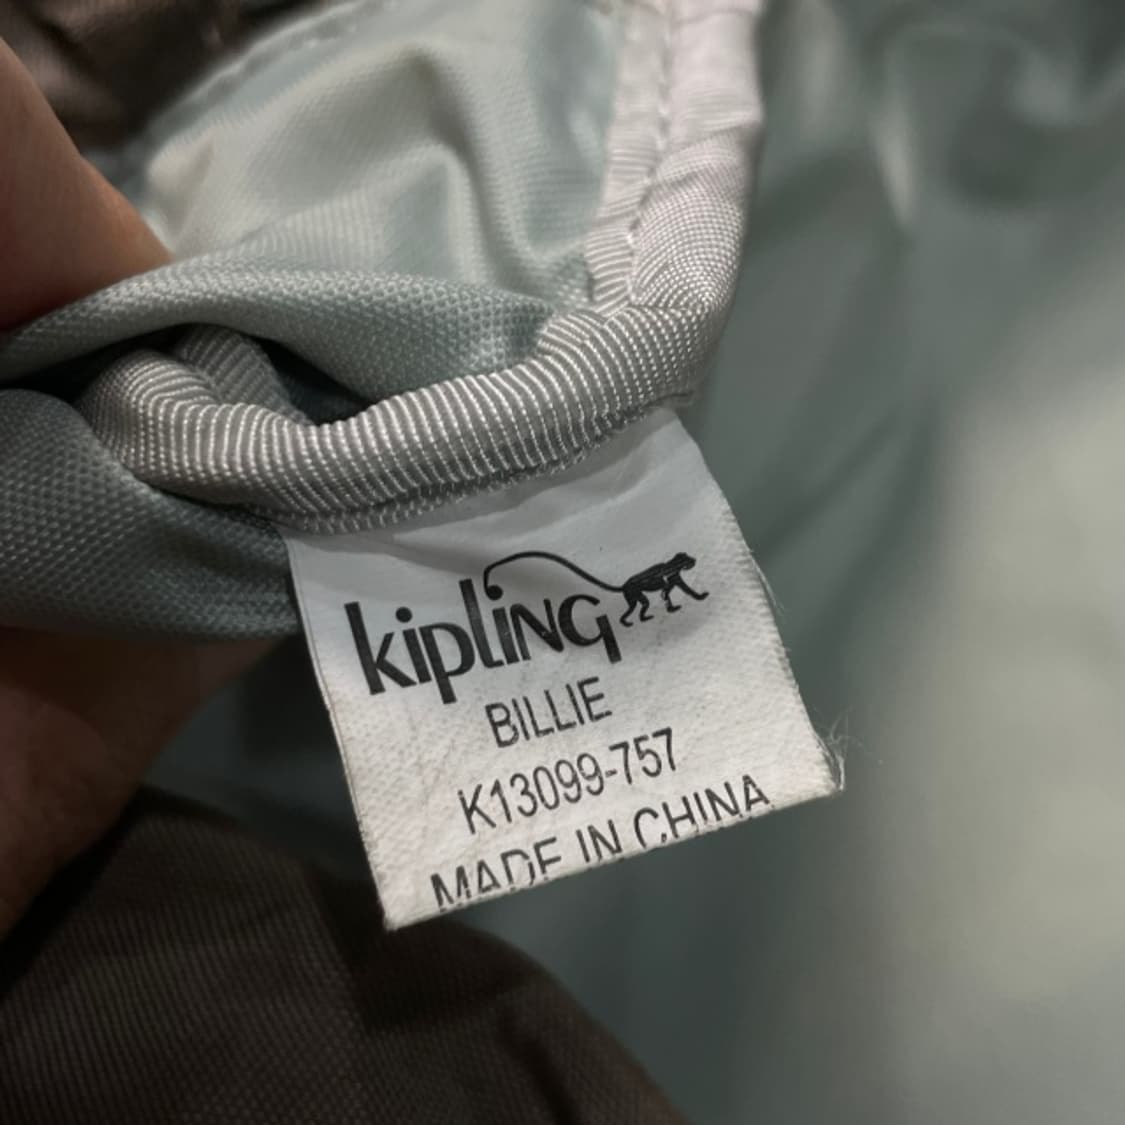 kipling
BILLIE
K13099-757
MADE IN CHINA